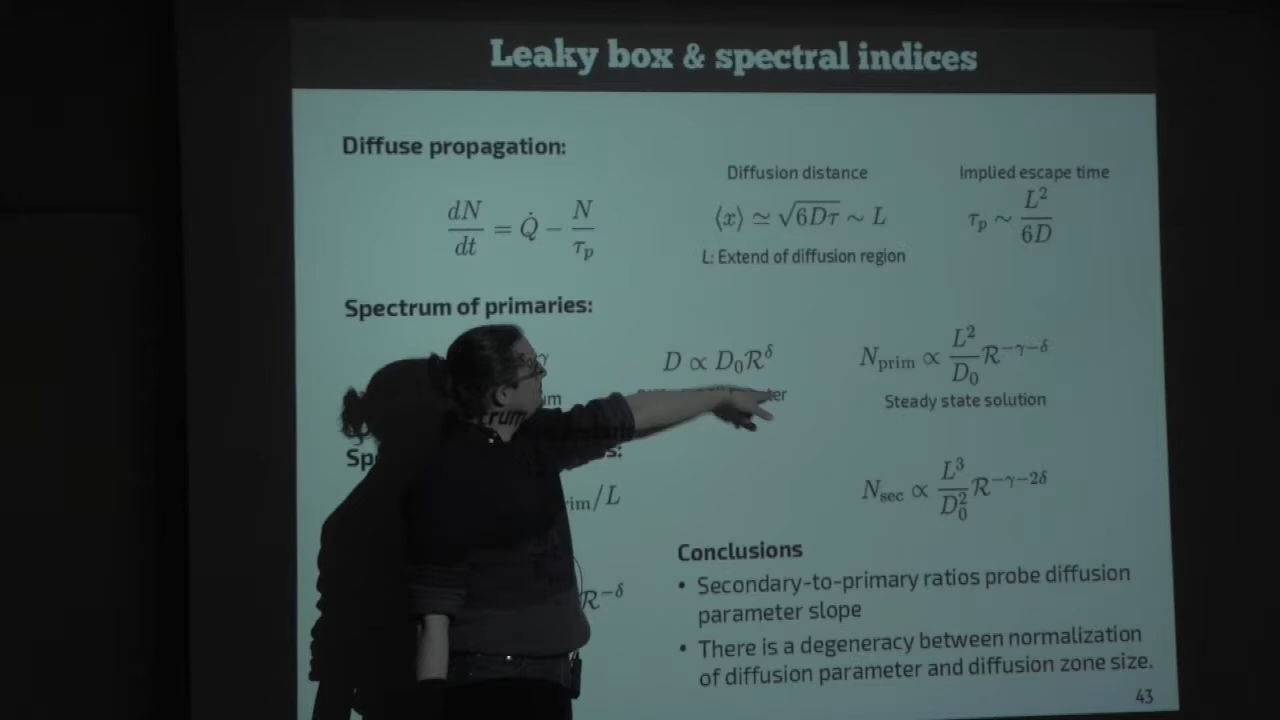 Leaky box & spectral indices
Diffuse propagation:
Diffusion distance
Implied escape time
dN/dt = Q̇ − N/τ_p
⟨x⟩ ≃ √6Dτ ∼ L
τ_p ∼ L²/6D
L: Extend of diffusion region
Spectrum of primaries:
D ∝ D₀R^δ
N_prim ∝ L²/D₀ R^−γ−δ
Steady state solution
rim/L
N_sec ∝ L³/D₀² R^−γ−2δ
R^−δ
Conclusions
• Secondary-to-primary ratios probe diffusion
parameter slope
• There is a degeneracy between normalization
of diffusion parameter and diffusion zone size.
43